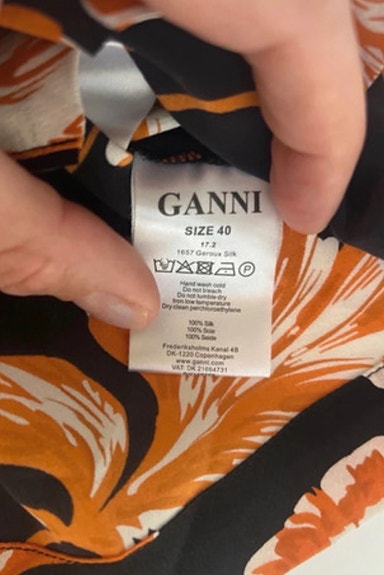 GANNI
SIZE 40
17.2
1657 Geroux Silk
P
Hand wash cold
Do not bleach
Do not tumble-dry
Iron low temperature
Dry-clean perchloroethylene
100% Silk
100% Soie
100% Seide
Frederiksholms Kanal 4B
DK-1220 Copenhagen
www.ganni.com
VAT: DK 21664731